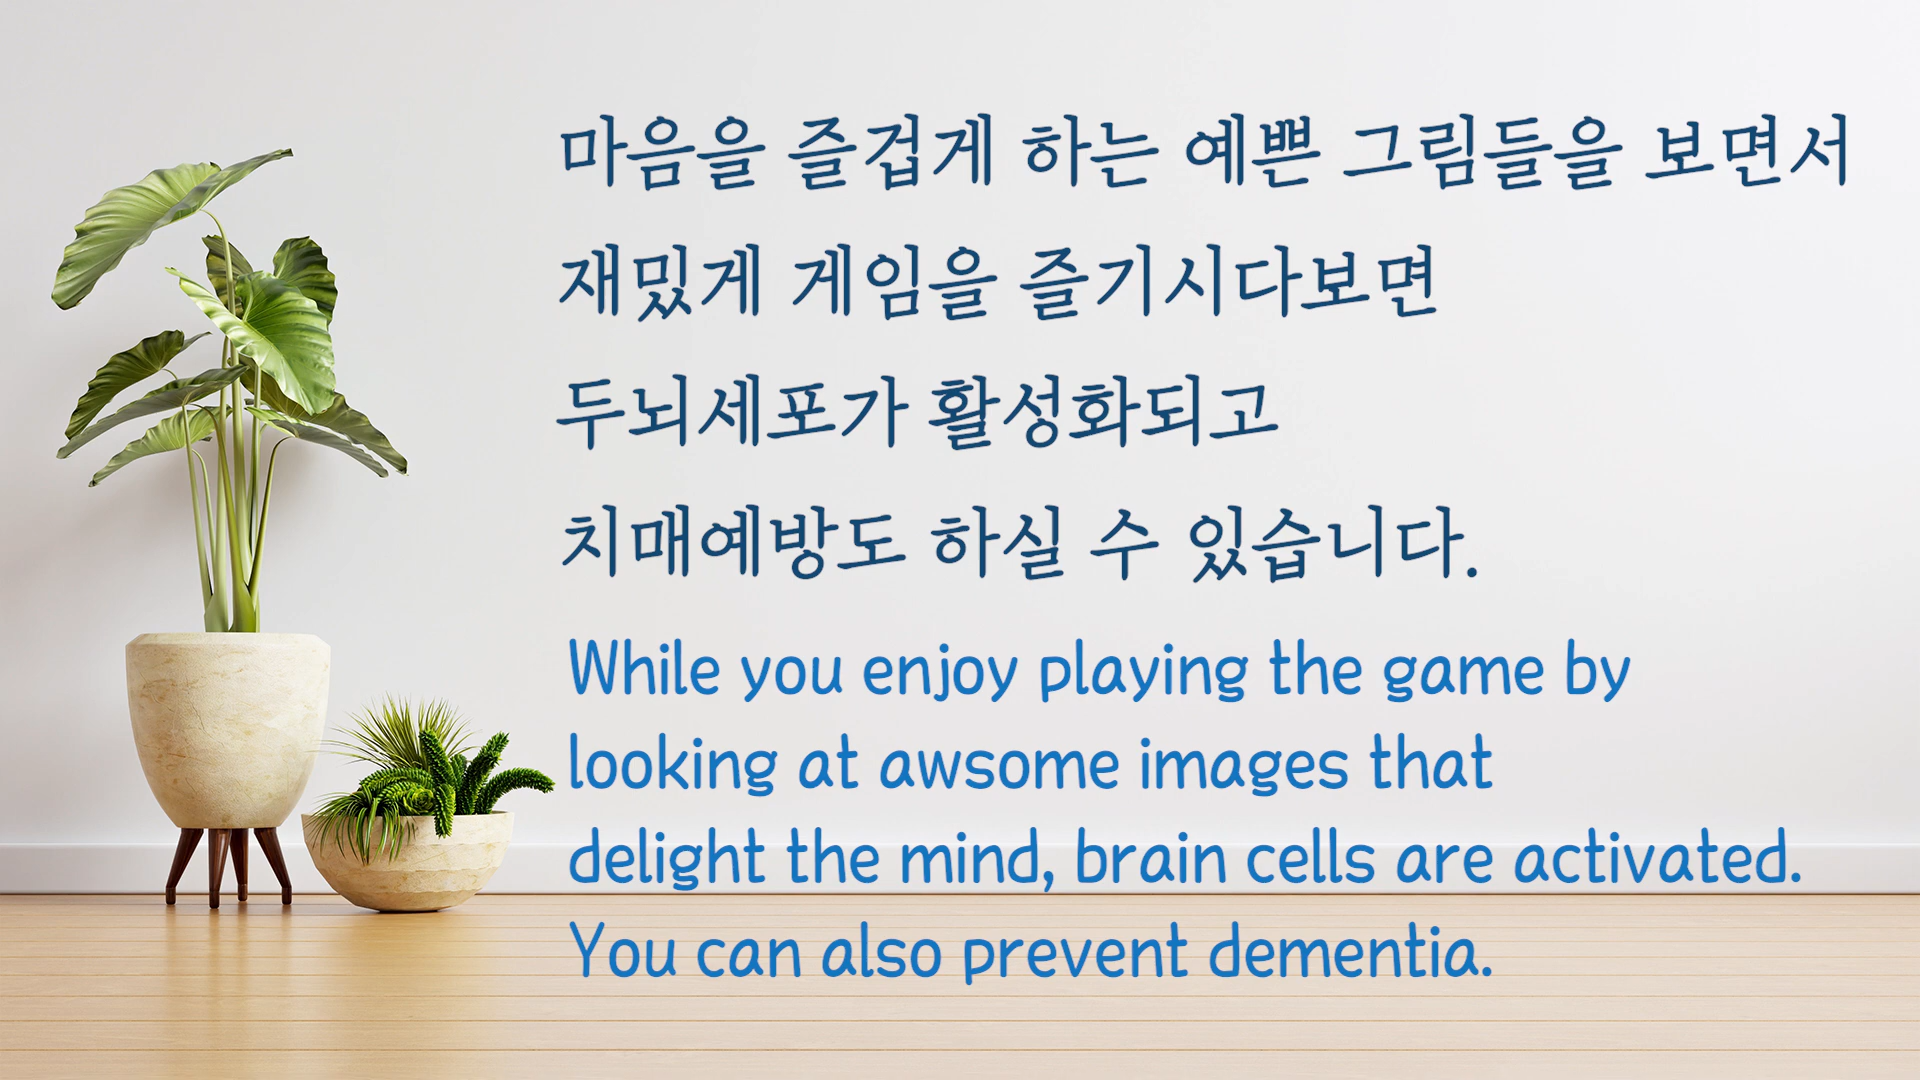 마음을 즐겁게 하는 예쁜 그림들을 보면서
재밌게 게임을 즐기시다보면
두뇌세포가 활성화되고
치매예방도 하실 수 있습니다.
While you enjoy playing the game by
looking at awsome images that
delight the mind, brain cells are activated.
You can also prevent dementia.